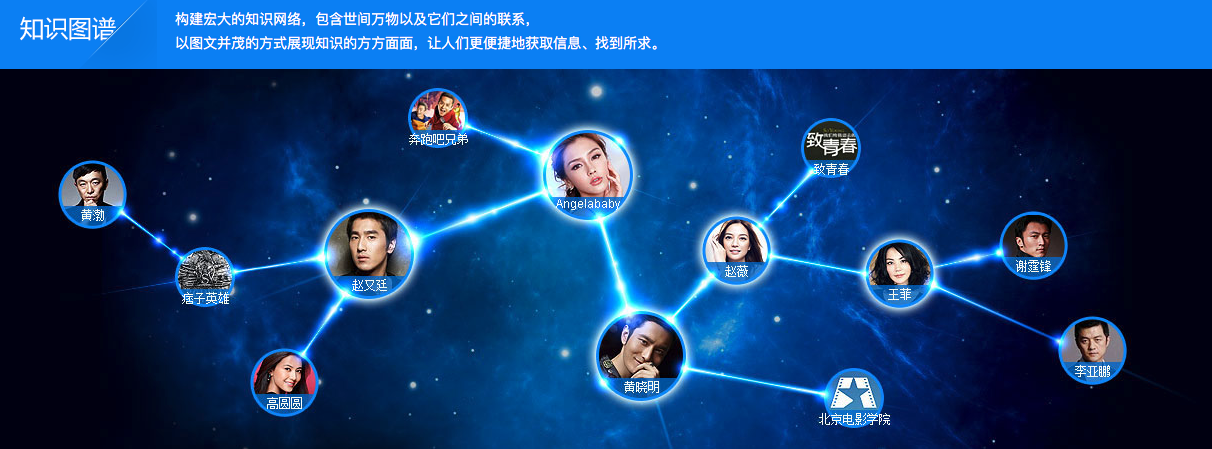 知识图谱
构建宏大的知识网络，包含世间万物以及它们之间的联系，
以图文并茂的方式展现知识的方方面面，让人们更便捷地获取信息、找到所求。
奔跑吧兄弟
Angelababy
致青春
致青春
黄渤
赵又廷
赵薇
谢霆锋
痞子英雄
王菲
高圆圆
黄晓明
李亚鹏
北京电影学院